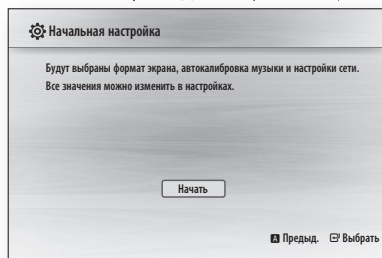 Начальная настройка
Будут выбраны формат экрана, автокалибровка музыки и настройки сети.
Все значения можно изменить в настройках.
Начать
A Предыд. Выбрать